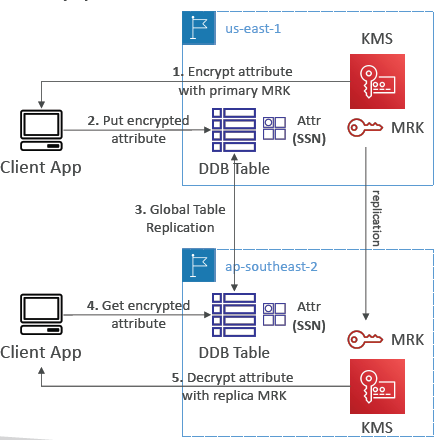 us-east-1
KMS
1. Encrypt attribute
with primary MRK
2. Put encrypted
attribute
Attr
(SSN)
MRK
Client App
DDB Table
3. Global Table
Replication
replication
ap-southeast-2
4. Get encrypted
attribute
Attr
(SSN)
MRK
Client App
DDB Table
5. Decrypt attribute
with replica MRK
KMS